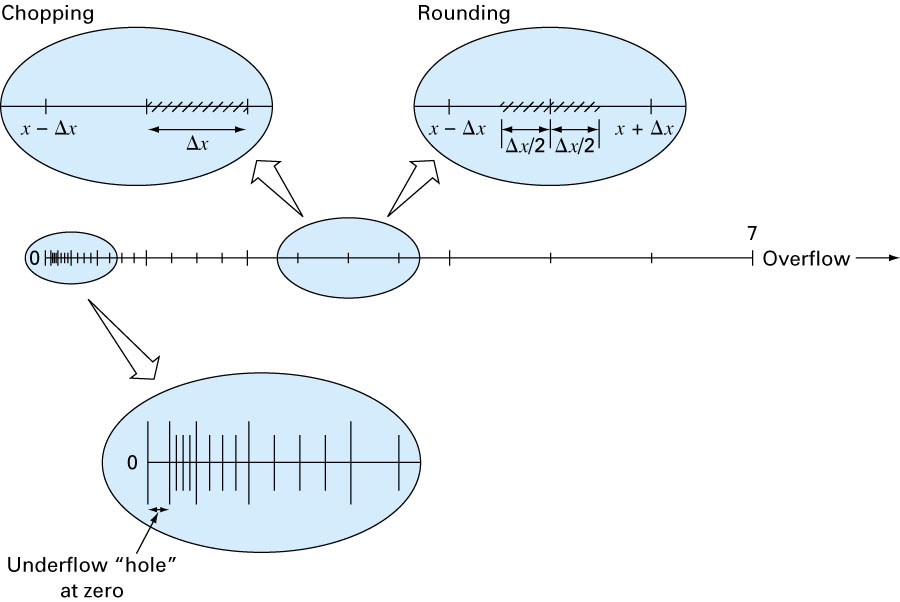 Chopping
Rounding
x – Δx
Δx
x – Δx
x + Δx
Δx/2
Δx/2
7
0
Overflow
0
Underflow “hole”
at zero